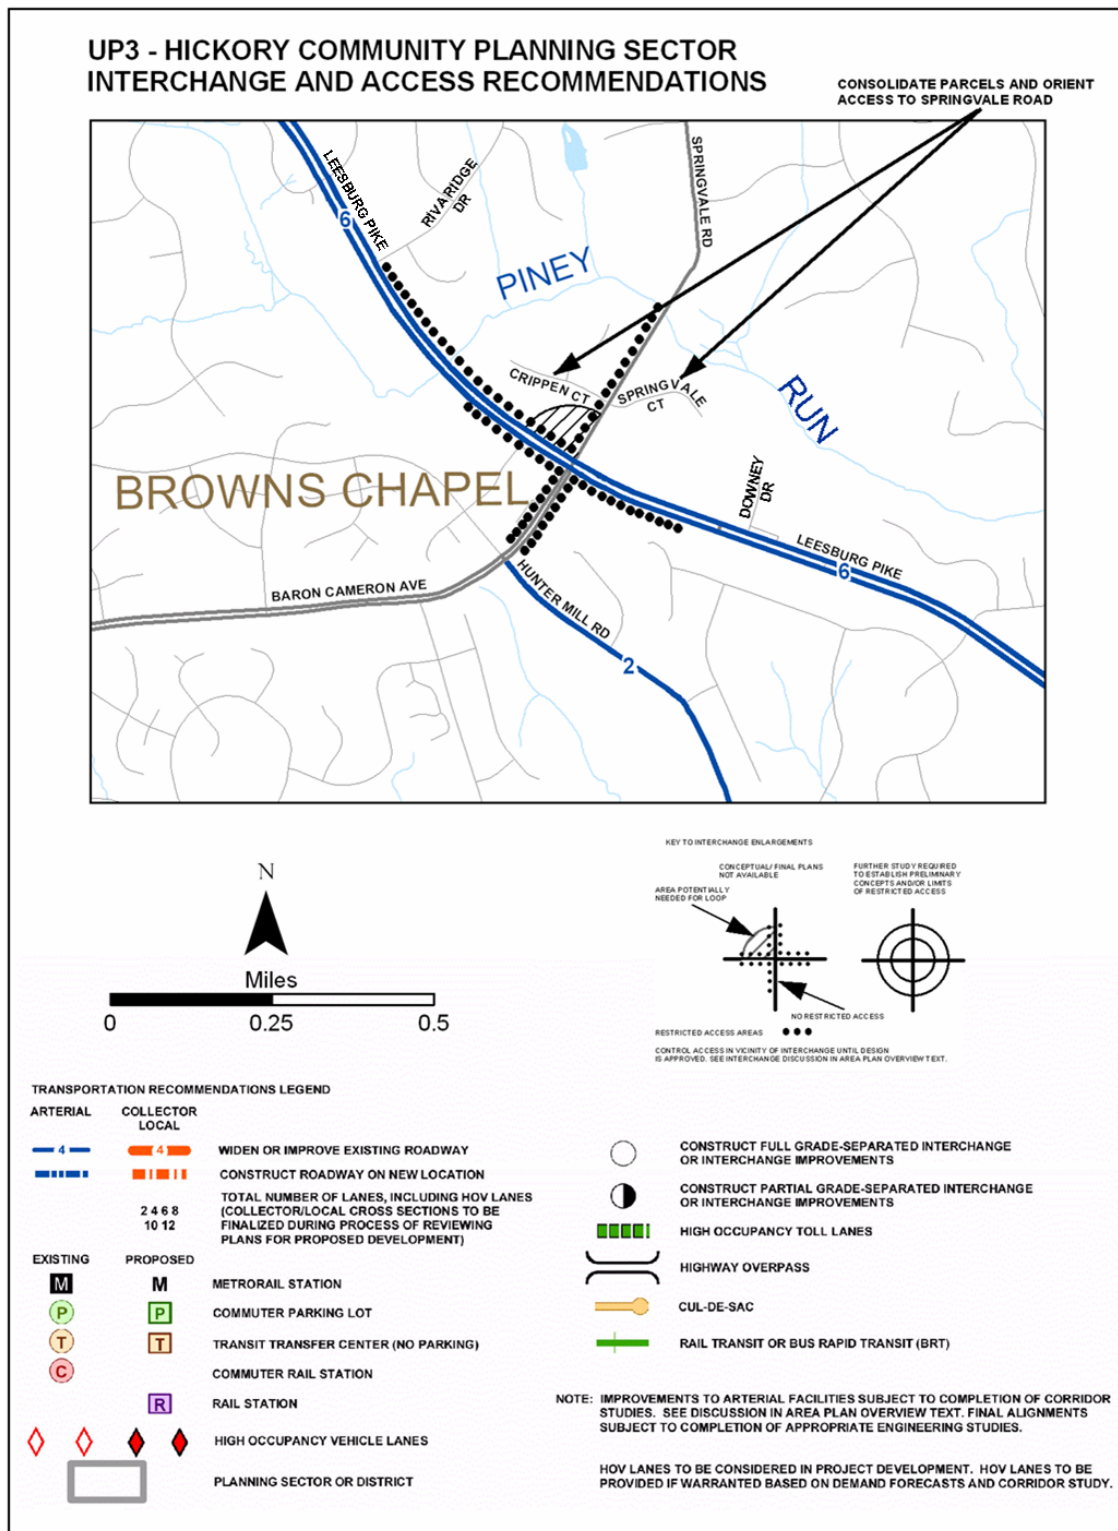 UP3 - HICKORY COMMUNITY PLANNING SECTOR
INTERCHANGE AND ACCESS RECOMMENDATIONS
CONSOLIDATE PARCELS AND ORIENT
ACCESS TO SPRINGVALE ROAD
LEESBURG PIKE
6
RIVA RIDGE
DR
SPRINGVALE RD
PINEY
CRIPPEN CT
SPRINGVALE
CT
RUN
BROWNS CHAPEL
DOWNEY
DR
LEESBURG PIKE
6
HUNTER MILL RD
BARON CAMERON AVE
2
KEY TO INTERCHANGE ENLARGEMENTS
CONCEPTUAL/ FINAL PLANS
NOT AVAILABLE
FURTHER STUDY REQUIRED
TO ESTABLISH PRELIMINARY
CONCEPTS AND/OR LIMITS
OF RESTRICTED ACCESS
AREA POTENTIALLY
NEEDED FOR LOOP
NO RESTRICTED ACCESS
RESTRICTED ACCESS AREAS
CONTROL ACCESS IN VICINITY OF INTERCHANGE UNTIL DESIGN
IS APPROVED. SEE INTERCHANGE DISCUSSION IN AREA PLAN OVERVIEW TEXT.
N
Miles
0 0.25 0.5
TRANSPORTATION RECOMMENDATIONS LEGEND
ARTERIAL COLLECTOR
LOCAL
4 4 WIDEN OR IMPROVE EXISTING ROADWAY
CONSTRUCT ROADWAY ON NEW LOCATION
2 4 6 8
10 12
TOTAL NUMBER OF LANES, INCLUDING HOV LANES
(COLLECTOR/LOCAL CROSS SECTIONS TO BE
FINALIZED DURING PROCESS OF REVIEWING
PLANS FOR PROPOSED DEVELOPMENT)
EXISTING PROPOSED
M M METRORAIL STATION
P P COMMUTER PARKING LOT
T T TRANSIT TRANSFER CENTER (NO PARKING)
C COMMUTER RAIL STATION
R RAIL STATION
HIGH OCCUPANCY VEHICLE LANES
PLANNING SECTOR OR DISTRICT
CONSTRUCT FULL GRADE-SEPARATED INTERCHANGE
OR INTERCHANGE IMPROVEMENTS
CONSTRUCT PARTIAL GRADE-SEPARATED INTERCHANGE
OR INTERCHANGE IMPROVEMENTS
HIGH OCCUPANCY TOLL LANES
HIGHWAY OVERPASS
CUL-DE-SAC
RAIL TRANSIT OR BUS RAPID TRANSIT (BRT)
NOTE: IMPROVEMENTS TO ARTERIAL FACILITIES SUBJECT TO COMPLETION OF CORRIDOR
STUDIES. SEE DISCUSSION IN AREA PLAN OVERVIEW TEXT. FINAL ALIGNMENTS
SUBJECT TO COMPLETION OF APPROPRIATE ENGINEERING STUDIES.
HOV LANES TO BE CONSIDERED IN PROJECT DEVELOPMENT. HOV LANES TO BE
PROVIDED IF WARRANTED BASED ON DEMAND FORECASTS AND CORRIDOR STUDY.